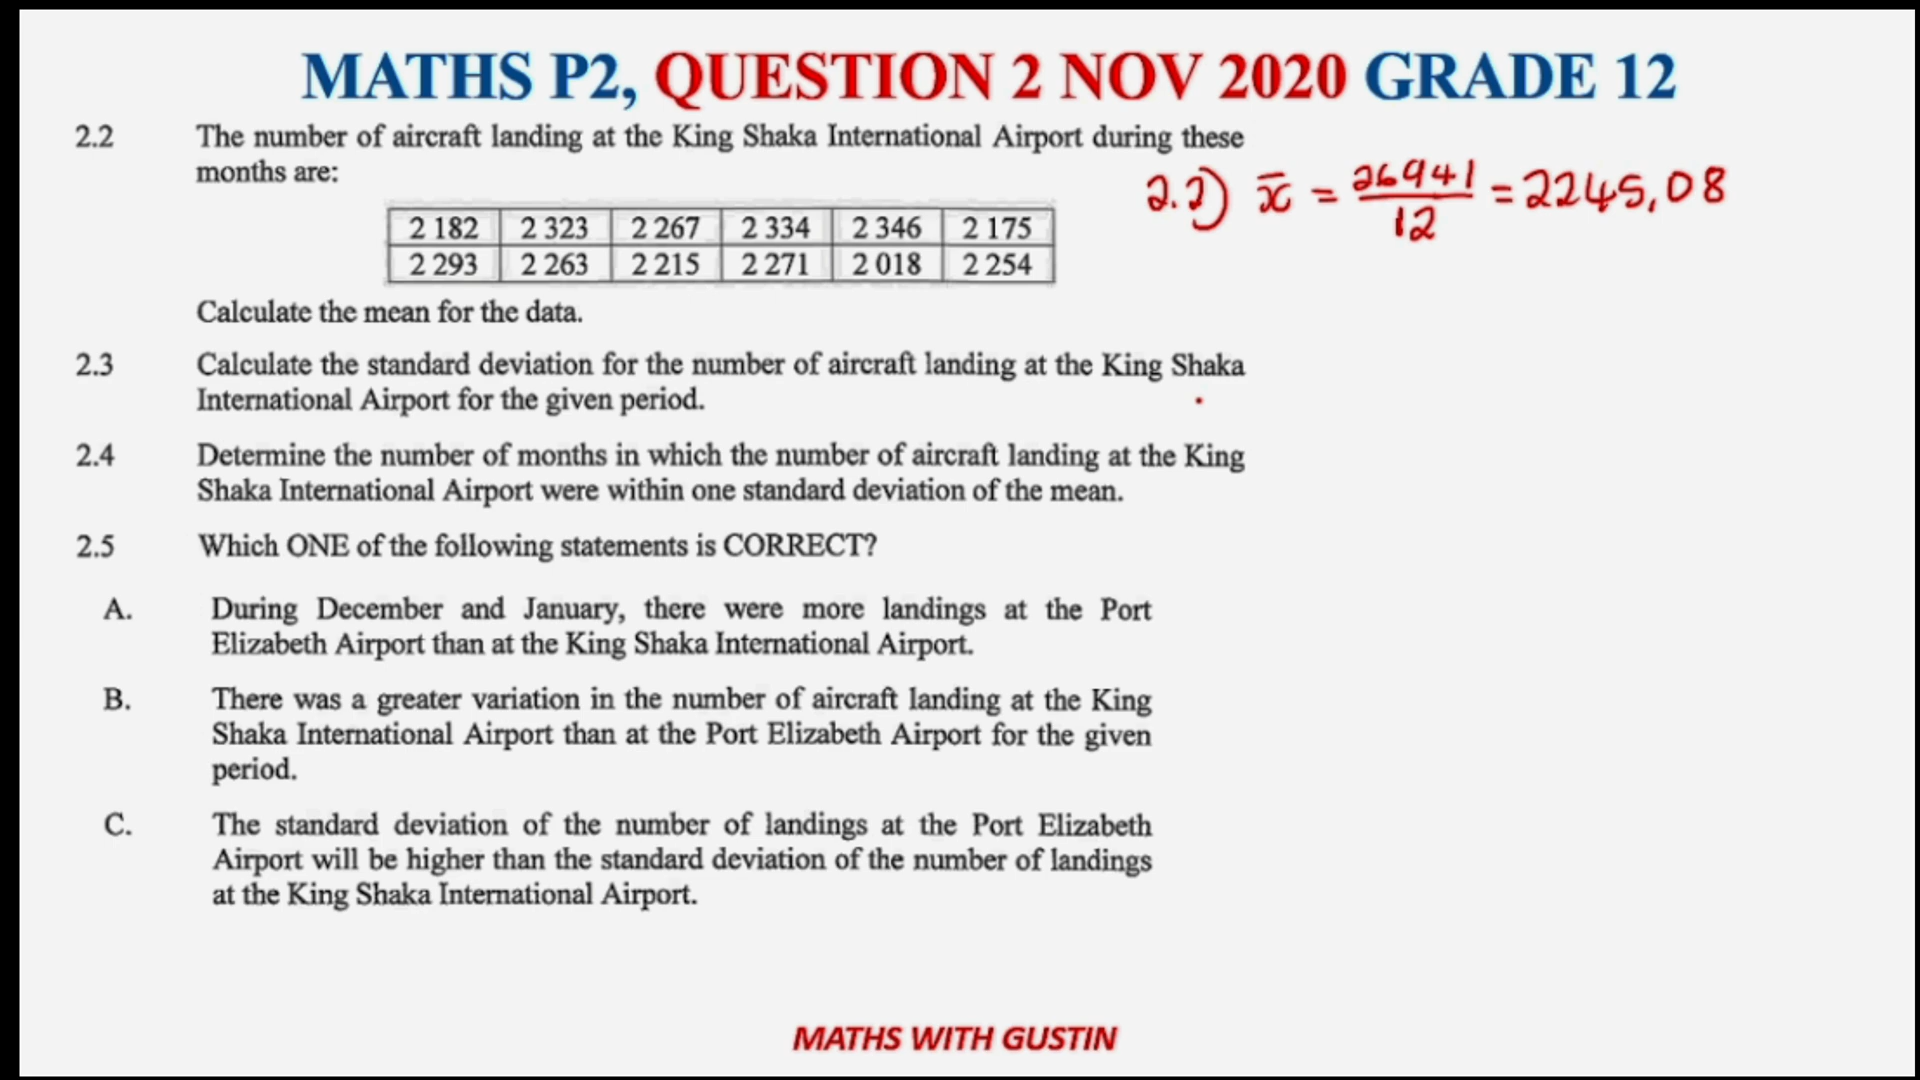 MATHS P2, QUESTION 2 NOV 2020 GRADE 12
2.2 The number of aircraft landing at the King Shaka International Airport during these
months are:
2 182 2 323 2 267 2 334 2 346 2 175
2 293 2 263 2 215 2 271 2 018 2 254
2.2) x̄ = 26941/12 = 2245,08
Calculate the mean for the data.
2.3 Calculate the standard deviation for the number of aircraft landing at the King Shaka
International Airport for the given period.
2.4 Determine the number of months in which the number of aircraft landing at the King
Shaka International Airport were within one standard deviation of the mean.
2.5 Which ONE of the following statements is CORRECT?
A. During December and January, there were more landings at the Port
Elizabeth Airport than at the King Shaka International Airport.
B. There was a greater variation in the number of aircraft landing at the King
Shaka International Airport than at the Port Elizabeth Airport for the given
period.
C. The standard deviation of the number of landings at the Port Elizabeth
Airport will be higher than the standard deviation of the number of landings
at the King Shaka International Airport.
MATHS WITH GUSTIN